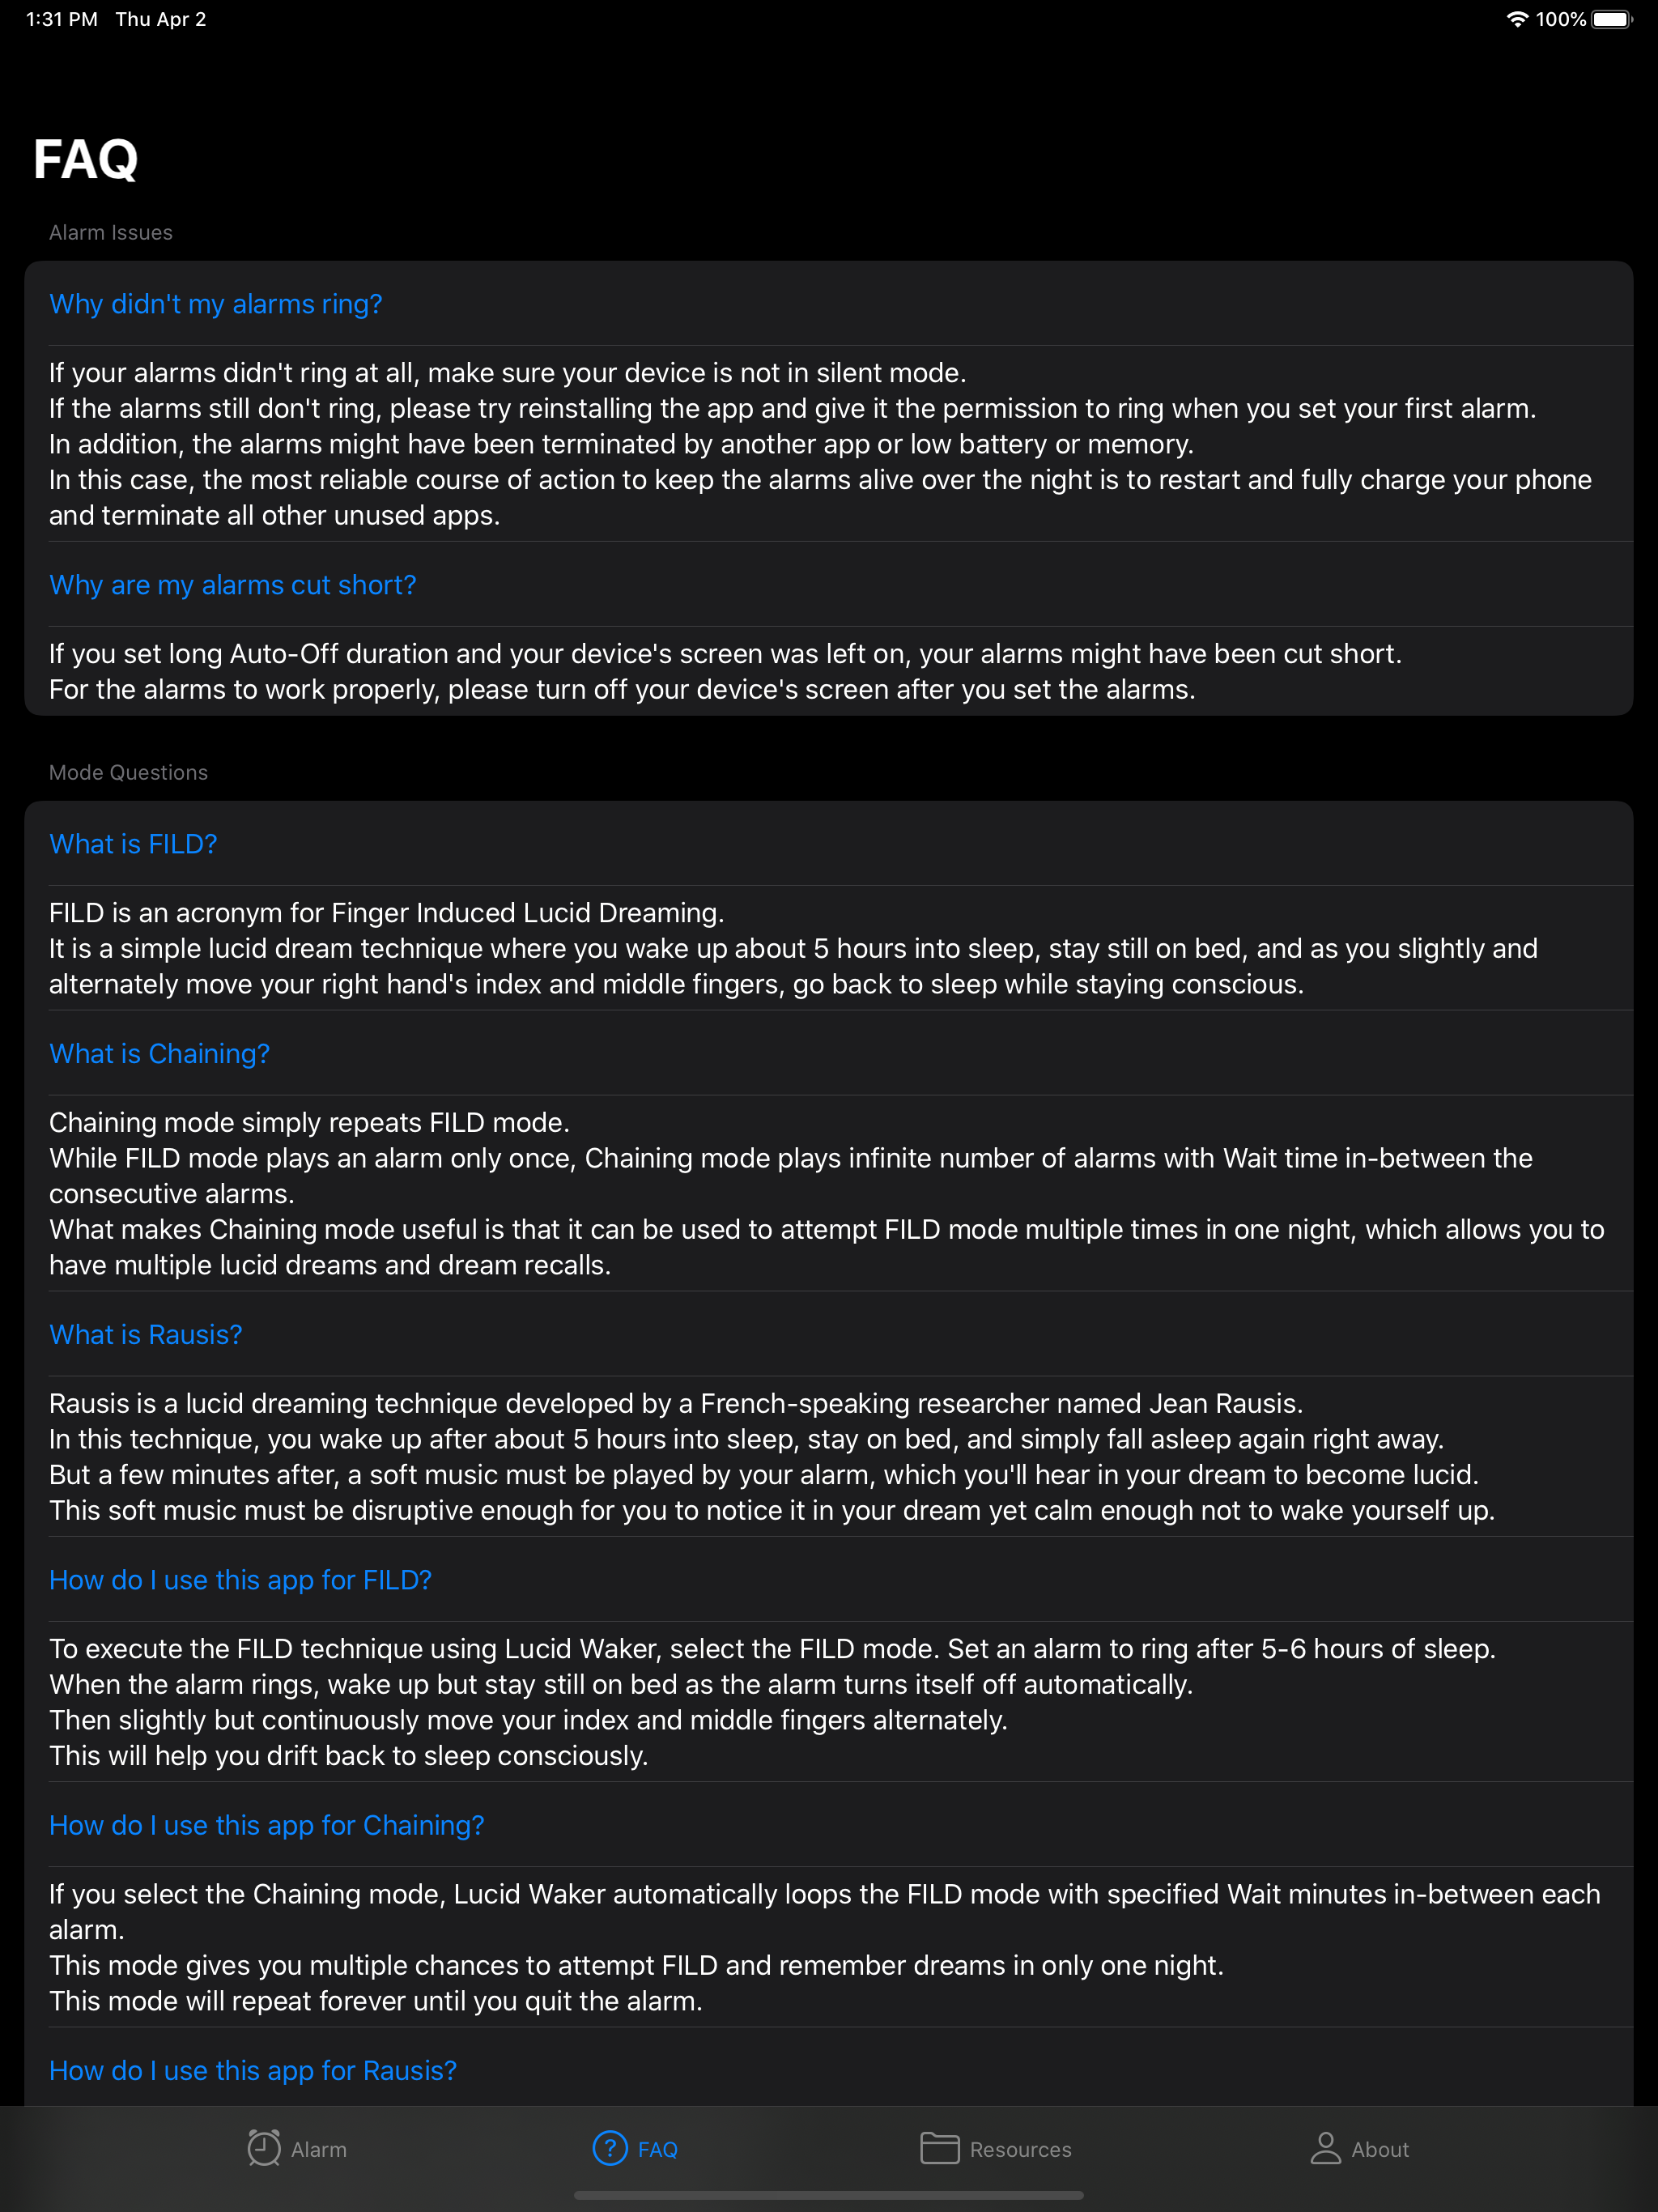 1:31 PM Thu Apr 2
100%
FAQ
Alarm Issues
Why didn't my alarms ring?
If your alarms didn't ring at all, make sure your device is not in silent mode.
If the alarms still don't ring, please try reinstalling the app and give it the permission to ring when you set your first alarm.
In addition, the alarms might have been terminated by another app or low battery or memory.
In this case, the most reliable course of action to keep the alarms alive over the night is to restart and fully charge your phone
and terminate all other unused apps.
Why are my alarms cut short?
If you set long Auto-Off duration and your device's screen was left on, your alarms might have been cut short.
For the alarms to work properly, please turn off your device's screen after you set the alarms.
Mode Questions
What is FILD?
FILD is an acronym for Finger Induced Lucid Dreaming.
It is a simple lucid dream technique where you wake up about 5 hours into sleep, stay still on bed, and as you slightly and
alternately move your right hand's index and middle fingers, go back to sleep while staying conscious.
What is Chaining?
Chaining mode simply repeats FILD mode.
While FILD mode plays an alarm only once, Chaining mode plays infinite number of alarms with Wait time in-between the
consecutive alarms.
What makes Chaining mode useful is that it can be used to attempt FILD mode multiple times in one night, which allows you to
have multiple lucid dreams and dream recalls.
What is Rausis?
Rausis is a lucid dreaming technique developed by a French-speaking researcher named Jean Rausis.
In this technique, you wake up after about 5 hours into sleep, stay on bed, and simply fall asleep again right away.
But a few minutes after, a soft music must be played by your alarm, which you'll hear in your dream to become lucid.
This soft music must be disruptive enough for you to notice it in your dream yet calm enough not to wake yourself up.
How do I use this app for FILD?
To execute the FILD technique using Lucid Waker, select the FILD mode. Set an alarm to ring after 5-6 hours of sleep.
When the alarm rings, wake up but stay still on bed as the alarm turns itself off automatically.
Then slightly but continuously move your index and middle fingers alternately.
This will help you drift back to sleep consciously.
How do I use this app for Chaining?
If you select the Chaining mode, Lucid Waker automatically loops the FILD mode with specified Wait minutes in-between each
alarm.
This mode gives you multiple chances to attempt FILD and remember dreams in only one night.
This mode will repeat forever until you quit the alarm.
How do I use this app for Rausis?
Alarm
FAQ
Resources
About